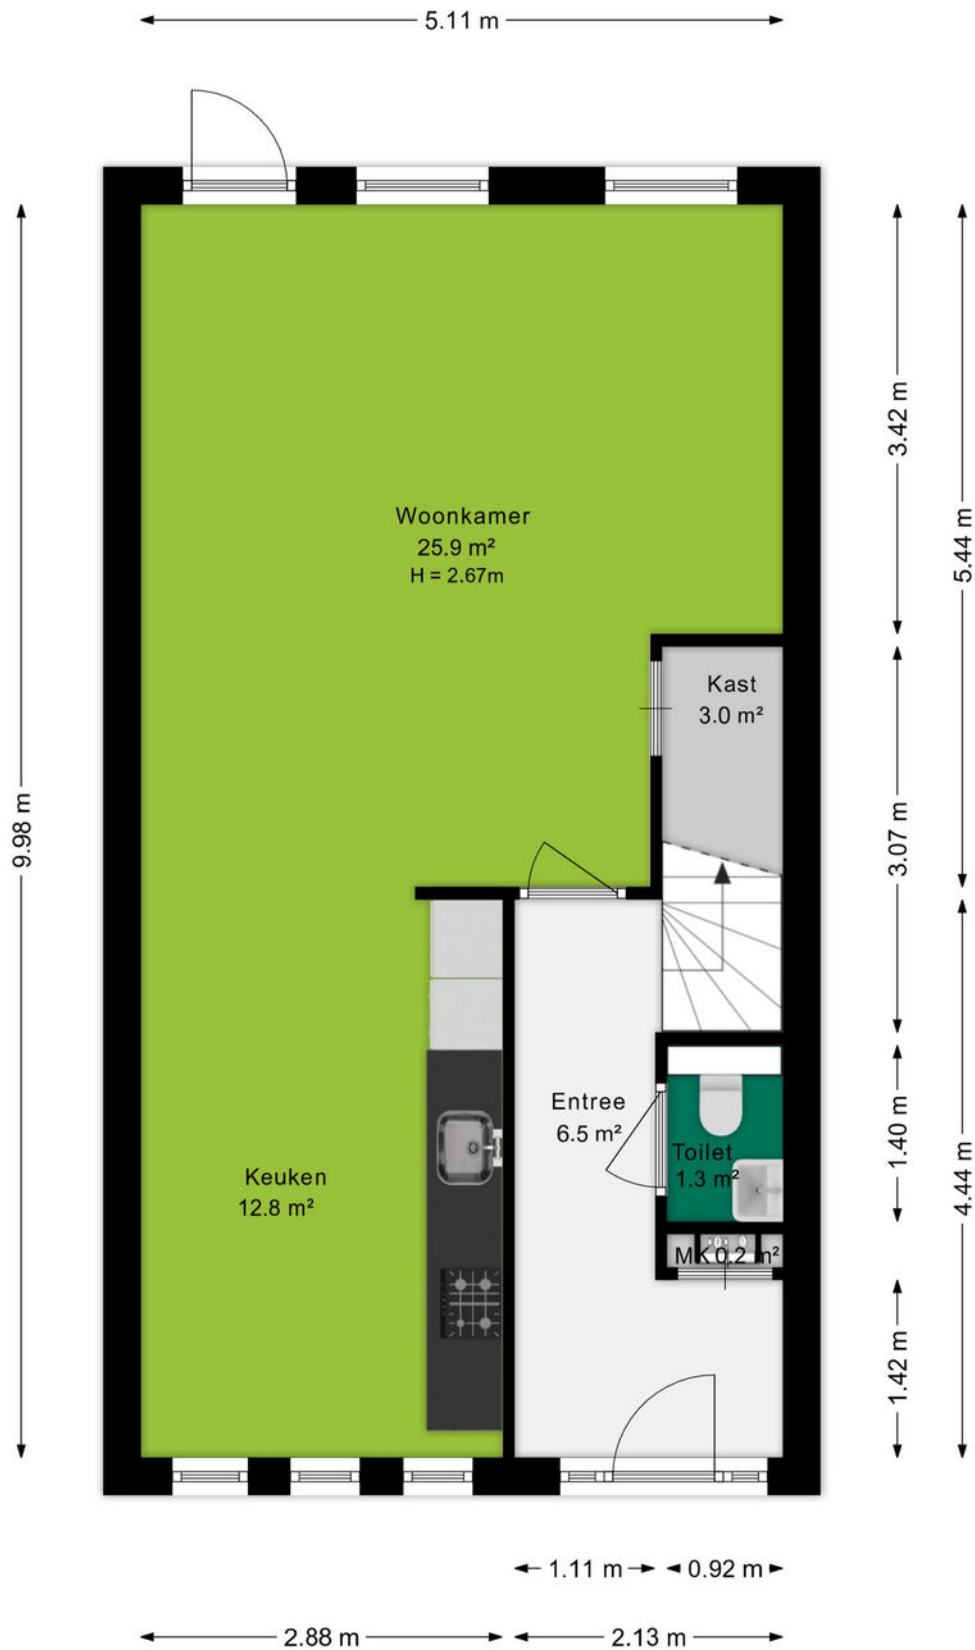 5.11 m
3.42 m
5.44 m
Woonkamer
25.9 m²
H = 2.67m
Kast
3.0 m²
9.98 m
3.07 m
Entree
6.5 m²
Toilet
1.3 m²
1.40 m
4.44 m
Keuken
12.8 m²
MK 0.2 m²
1.42 m
1.11 m
0.92 m
2.88 m
2.13 m